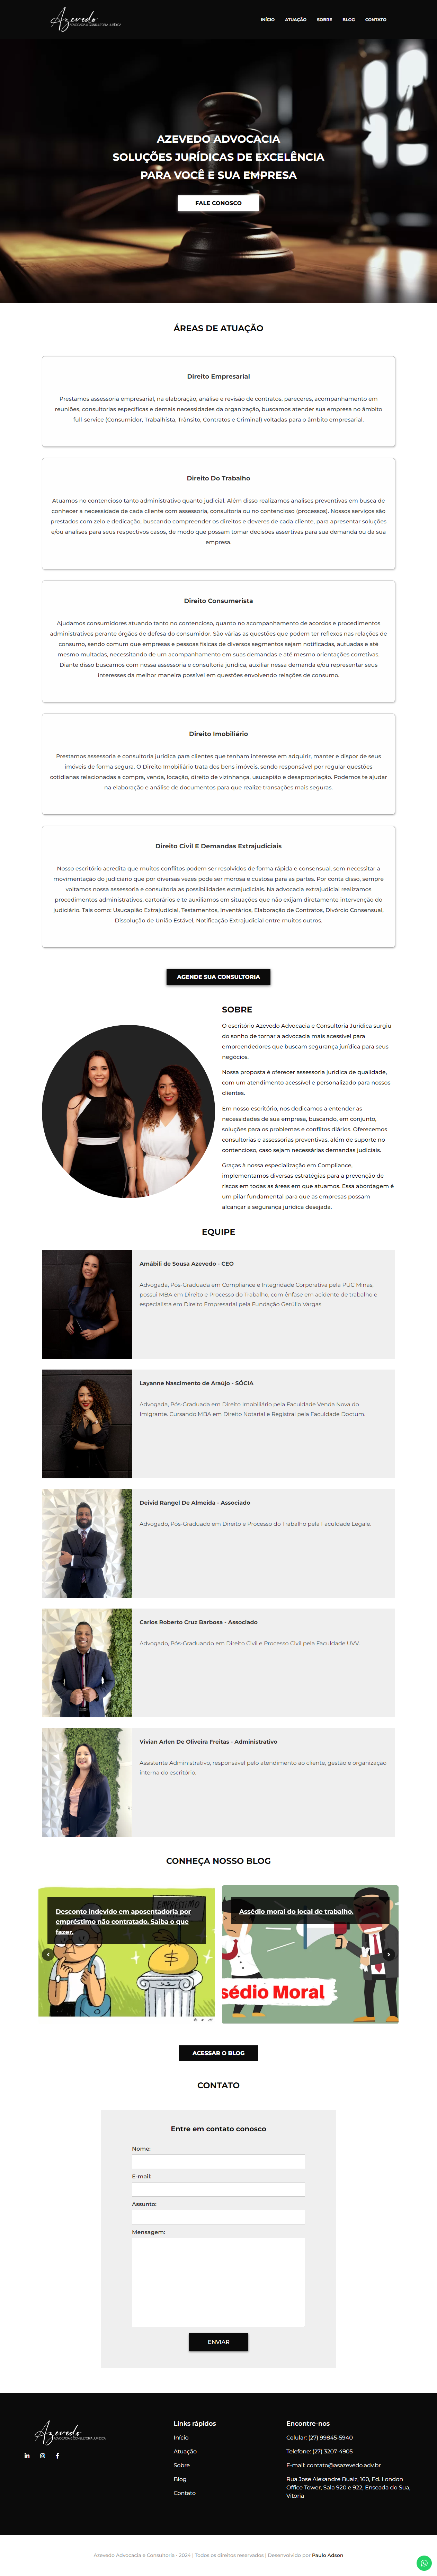 Azevedo
ADVOCACIA & CONSULTORIA JURÍDICA
INÍCIO ATUAÇÃO SOBRE BLOG CONTATO
AZEVEDO ADVOCACIA
SOLUÇÕES JURÍDICAS DE EXCELÊNCIA
PARA VOCÊ E SUA EMPRESA
FALE CONOSCO
ÁREAS DE ATUAÇÃO
Direito Empresarial
Prestamos assessoria empresarial, na elaboração, análise e revisão de contratos, pareceres, acompanhamento em
reuniões, consultorias específicas e demais necessidades da organização, buscamos atender sua empresa no âmbito
full-service (Consumidor, Trabalhista, Trânsito, Contratos e Criminal) voltadas para o âmbito empresarial.
Direito Do Trabalho
Atuamos no contencioso tanto administrativo quanto judicial. Além disso realizamos analises preventivas em busca de
conhecer a necessidade de cada cliente com assessoria, consultoria ou no contencioso (processos). Nossos serviços são
prestados com zelo e dedicação, buscando compreender os direitos e deveres de cada cliente, para apresentar soluções
e/ou analises para seus respectivos casos, de modo que possam tomar decisões assertivas para sua demanda ou da sua
empresa.
Direito Consumerista
Ajudamos consumidores atuando tanto no contencioso, quanto no acompanhamento de acordos e procedimentos
administrativos perante órgãos de defesa do consumidor. São várias as questões que podem ter reflexos nas relações de
consumo, sendo comum que empresas e pessoas físicas de diversos segmentos sejam notificadas, autuadas e até
mesmo multadas, necessitando de um acompanhamento em suas demandas e até mesmo orientações corretivas.
Diante disso buscamos com nossa assessoria e consultoria jurídica, auxiliar nessa demanda e/ou representar seus
interesses da melhor maneira possível em questões envolvendo relações de consumo.
Direito Imobiliário
Prestamos assessoria e consultoria jurídica para clientes que tenham interesse em adquirir, manter e dispor de seus
imóveis de forma segura. O Direito Imobiliário trata dos bens imóveis, sendo responsável por regular questões
cotidianas relacionadas a compra, venda, locação, direito de vizinhança, usucapião e desapropriação. Podemos te ajudar
na elaboração e análise de documentos para que realize transações mais seguras.
Direito Civil E Demandas Extrajudiciais
Nosso escritório acredita que muitos conflitos podem ser resolvidos de forma rápida e consensual, sem necessitar a
movimentação do judiciário que por diversas vezes pode ser morosa e custosa para as partes. Por conta disso, sempre
voltamos nossa assessoria e consultoria as possibilidades extrajudiciais. Na advocacia extrajudicial realizamos
procedimentos administrativos, cartorários e te auxiliamos em situações que não exijam diretamente intervenção do
judiciário. Tais como: Usucapião Extrajudicial, Testamentos, Inventários, Elaboração de Contratos, Divórcio Consensual,
Dissolução de União Estável, Notificação Extrajudicial entre muitos outros.
AGENDE SUA CONSULTORIA
SOBRE
O escritório Azevedo Advocacia e Consultoria Jurídica surgiu
do sonho de tornar a advocacia mais acessível para
empreendedores que buscam segurança jurídica para seus
negócios.
Nossa proposta é oferecer assessoria jurídica de qualidade,
com um atendimento acessível e personalizado para nossos
clientes.
Em nosso escritório, nos dedicamos a entender as
necessidades de sua empresa, buscando, em conjunto,
soluções para os problemas e conflitos diários. Oferecemos
consultorias e assessorias preventivas, além de suporte no
contencioso, caso sejam necessárias demandas judiciais.
Graças à nossa especialização em Compliance,
implementamos diversas estratégias para a prevenção de
riscos em todas as áreas em que atuamos. Essa abordagem é
um pilar fundamental para que as empresas possam
alcançar a segurança jurídica desejada.
EQUIPE
Amábili de Sousa Azevedo - CEO
Advogada, Pós-Graduada em Compliance e Integridade Corporativa pela PUC Minas,
possui MBA em Direito e Processo do Trabalho, com ênfase em acidente de trabalho e
especialista em Direito Empresarial pela Fundação Getúlio Vargas
Layanne Nascimento de Araújo - SÓCIA
Advogada, Pós-Graduada em Direito Imobiliário pela Faculdade Venda Nova do
Imigrante. Cursando MBA em Direito Notarial e Registral pela Faculdade Doctum.
Deivid Rangel De Almeida - Associado
Advogado, Pós-Graduado em Direito e Processo do Trabalho pela Faculdade Legale.
Carlos Roberto Cruz Barbosa - Associado
Advogado, Pós-Graduando em Direito Civil e Processo Civil pela Faculdade UVV.
Vivian Arlen De Oliveira Freitas - Administrativo
Assistente Administrativo, responsável pelo atendimento ao cliente, gestão e organização
interna do escritório.
CONHEÇA NOSSO BLOG
Desconto indevido em aposentadoria por
empréstimo não contratado. Saiba o que
fazer.
Assédio moral do local de trabalho.
sédio Moral
ACESSAR O BLOG
CONTATO
Entre em contato conosco
Nome:
E-mail:
Assunto:
Mensagem:
ENVIAR
Azevedo
ADVOCACIA & CONSULTORIA JURÍDICA
Links rápidos
Início
Atuação
Sobre
Blog
Contato
Encontre-nos
Celular: (27) 99845-5940
Telefone: (27) 3207-4905
E-mail: contato@asazevedo.adv.br
Rua Jose Alexandre Buaiz, 160, Ed. London
Office Tower, Sala 920 e 922, Enseada do Sua,
Vitoria
Azevedo Advocacia e Consultoria - 2024 | Todos os direitos reservados | Desenvolvido por Paulo Adson